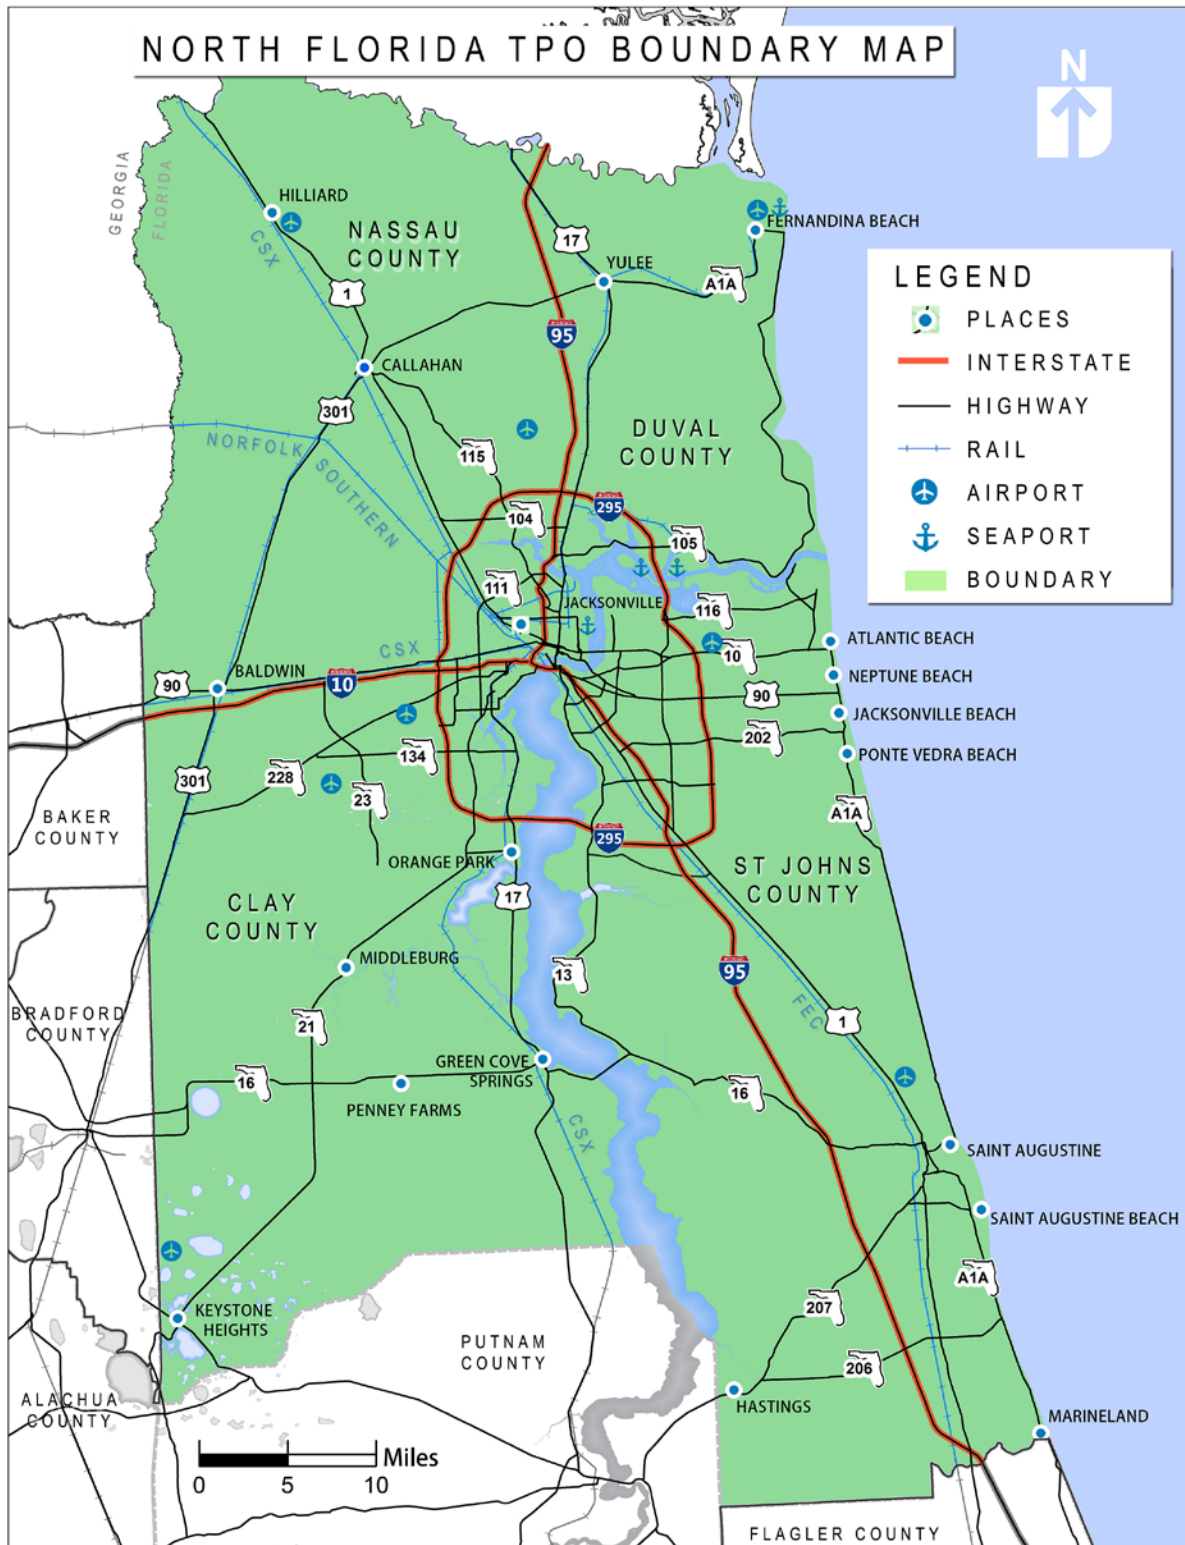 NORTH FLORIDA TPO BOUNDARY MAP
N
GEORGIA
FLORIDA
HILLIARD
CSX
NASSAU
COUNTY
17
FERNANDINA BEACH
YULEE
A1A
1
95
LEGEND
PLACES
INTERSTATE
HIGHWAY
RAIL
AIRPORT
SEAPORT
BOUNDARY
CALLAHAN
301
NORFOLK SOUTHERN
115
DUVAL
COUNTY
295
104
105
111
JACKSONVILLE
116
CSX
10
ATLANTIC BEACH
BALDWIN
90
10
90
NEPTUNE BEACH
JACKSONVILLE BEACH
202
PONTE VEDRA BEACH
301
228
134
23
A1A
BAKER
COUNTY
295
ORANGE PARK
ST JOHNS
COUNTY
17
CLAY
COUNTY
MIDDLEBURG
13
95
FEC
1
BRADFORD
COUNTY
21
GREEN COVE
SPRINGS
16
PENNEY FARMS
16
CSX
SAINT AUGUSTINE
SAINT AUGUSTINE BEACH
A1A
KEYSTONE
HEIGHTS
207
PUTNAM
COUNTY
206
ALACHUA
COUNTY
HASTINGS
MARINELAND
Miles
0 5 10
FLAGLER COUNTY